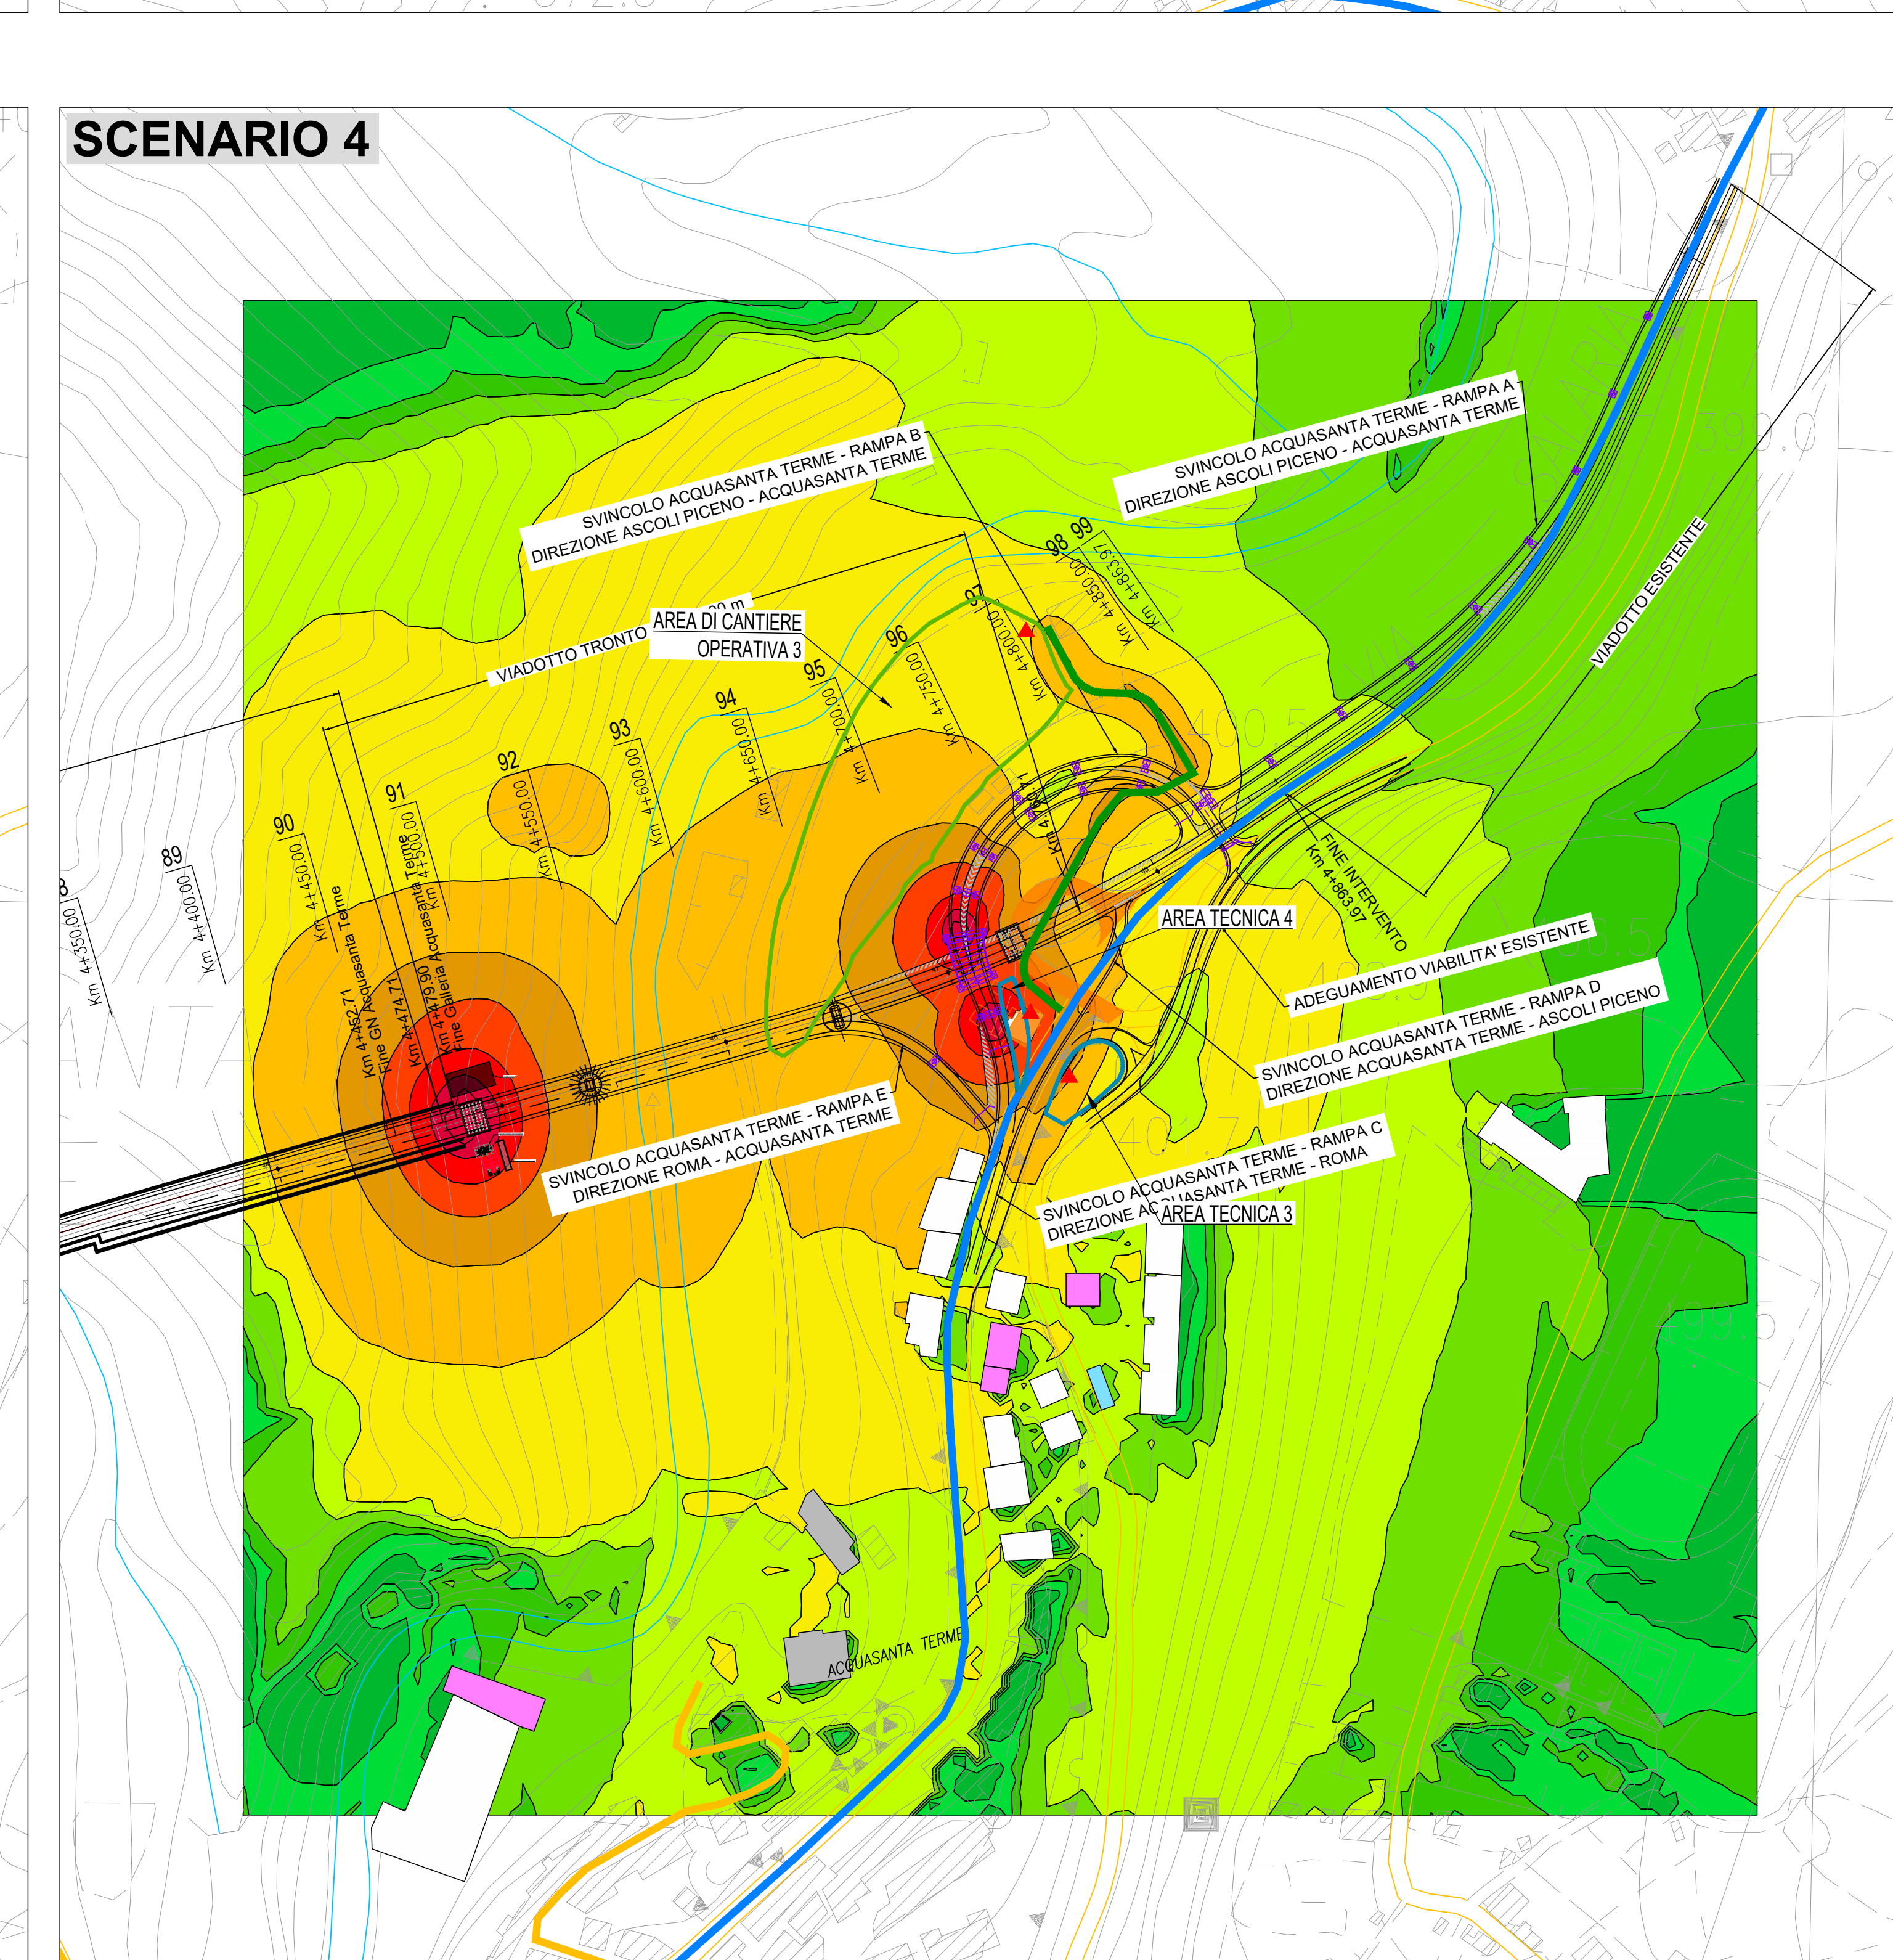 SCENARIO 4
SVINCOLO ACQUASANTA TERME - RAMPA A
DIREZIONE ASCOLI PICENO - ACQUASANTA TERME
SVINCOLO ACQUASANTA TERME - RAMPA B
DIREZIONE ASCOLI PICENO - ACQUASANTA TERME
VIADOTTO ESISTENTE
99
Km 4+863.97
98
Km 4+850.00
97
Km 4+800.00
96
Km 4+750.00
95
Km 4+700.00
94
Km 4+650.00
93
Km 4+600.00
92
Km 4+550.00
91
Km 4+500.00
90
Km 4+450.00
89
Km 4+400.00
Km 4+350.00
VIADOTTO TRONTO
AREA DI CANTIERE
OPERATIVA 3
Km 4+452.71
Fine GN Acquasanta Terme
Km 4+474.71
Km 4+479.90
Fine Galleria Acquasanta Terme
FINE INTERVENTO
Km 4+863.97
AREA TECNICA 4
ADEGUAMENTO VIABILITA' ESISTENTE
SVINCOLO ACQUASANTA TERME - RAMPA D
DIREZIONE ACQUASANTA TERME - ASCOLI PICENO
SVINCOLO ACQUASANTA TERME - RAMPA E
DIREZIONE ROMA - ACQUASANTA TERME
SVINCOLO ACQUASANTA TERME - RAMPA C
DIREZIONE ACQUASANTA TERME - ROMA
AREA TECNICA 3
400.5
401.7
ACQUASANTA TERME